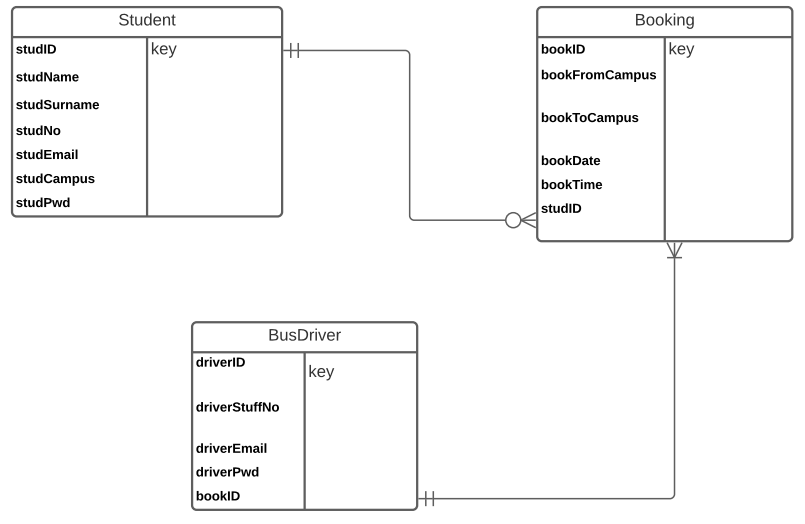 Student
studID key
studName
studSurname
studNo
studEmail
studCampus
studPwd
Booking
bookID key
bookFromCampus
bookToCampus
bookDate
bookTime
studID
BusDriver
driverID
key
driverStuffNo
driverEmail
driverPwd
bookID